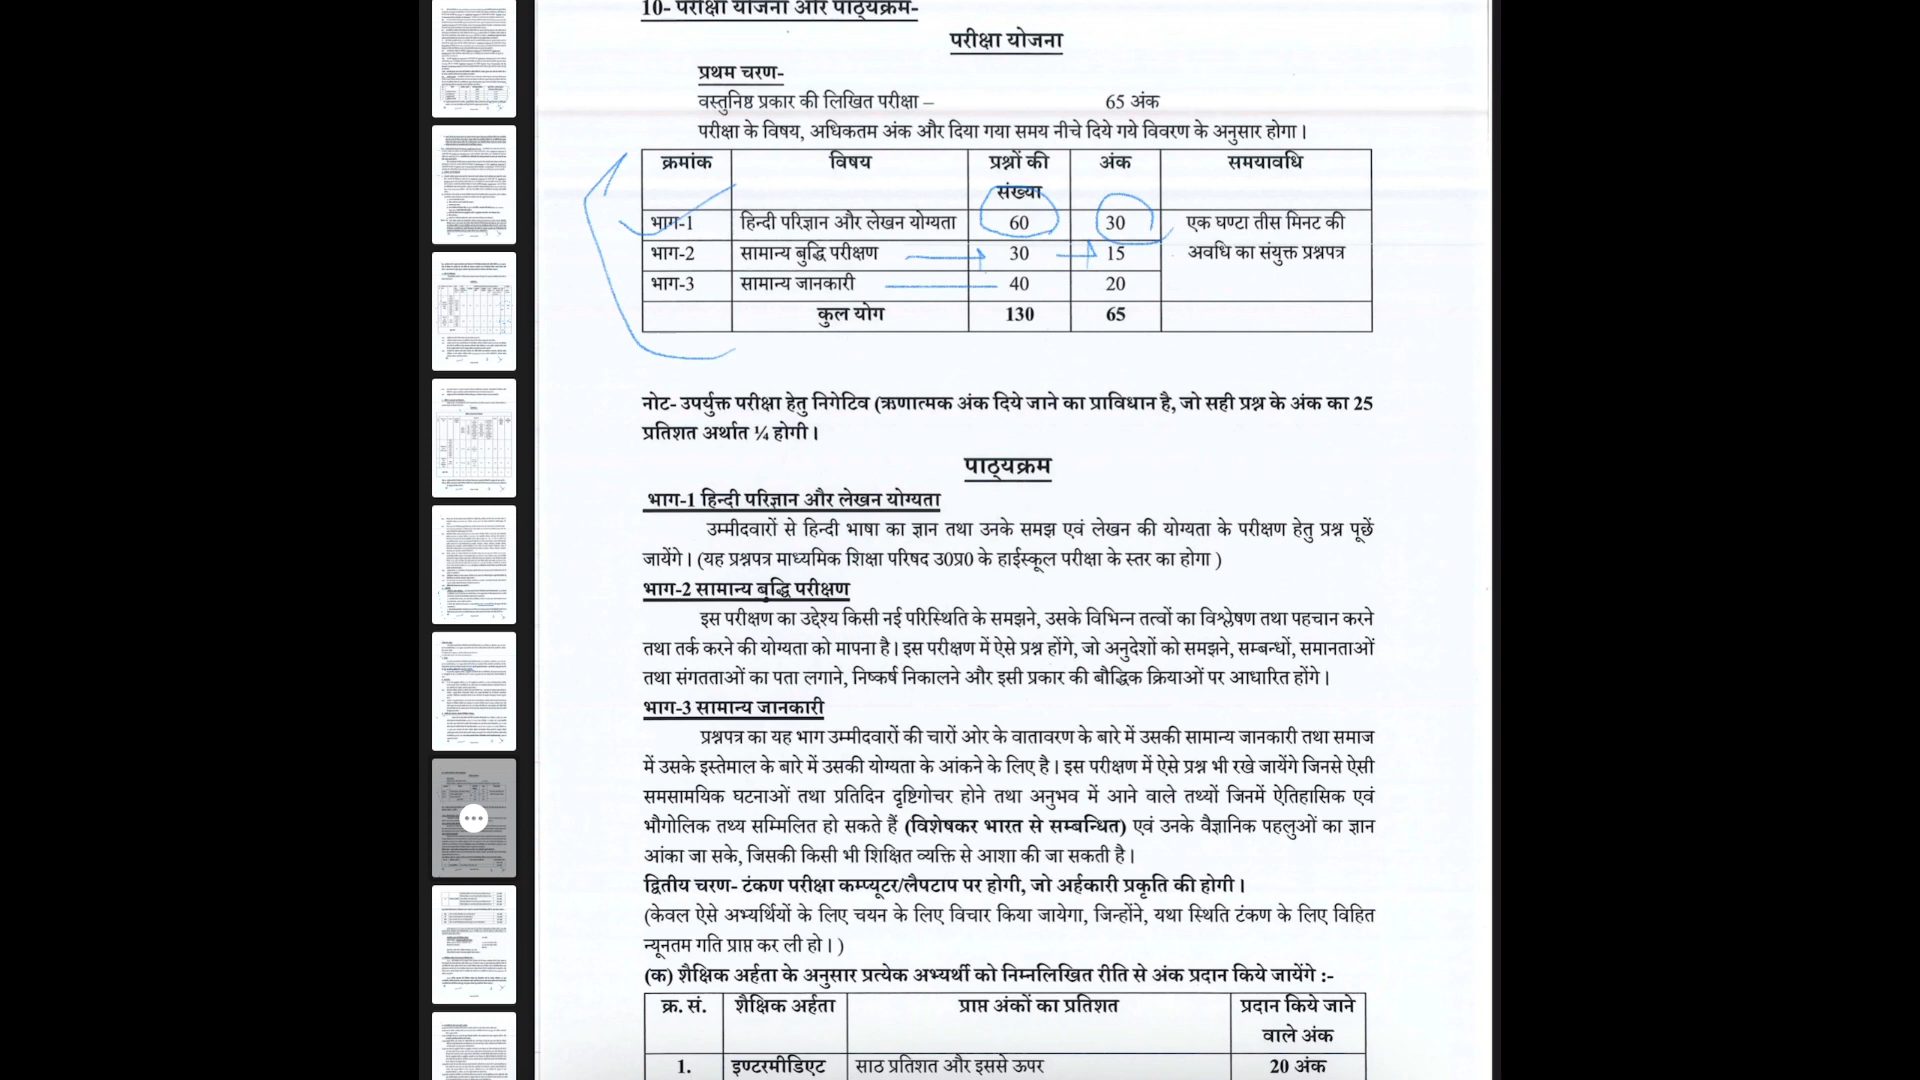 10- परीक्षा योजना और पाठ्यक्रम-
परीक्षा योजना
प्रथम चरण-
वस्तुनिष्ठ प्रकार की लिखित परीक्षा – 65 अंक
परीक्षा के विषय, अधिकतम अंक और दिया गया समय नीचे दिये गये विवरण के अनुसार होगा।
क्रमांक विषय प्रश्नों की संख्या अंक समयावधि
भाग-1 हिन्दी परिज्ञान और लेखन योग्यता 60 30 एक घण्टा तीस मिनट की
भाग-2 सामान्य बुद्धि परीक्षण 30 15 अवधि का संयुक्त प्रश्नपत्र
भाग-3 सामान्य जानकारी 40 20
कुल योग 130 65
नोट- उपर्युक्त परीक्षा हेतु निगेटिव (ऋणात्मक अंक दिये जाने का प्राविधान है, जो सही प्रश्न के अंक का 25
प्रतिशत अर्थात ¼ होगी।
पाठ्यक्रम
भाग-1 हिन्दी परिज्ञान और लेखन योग्यता
उम्मीदवारों से हिन्दी भाषा का ज्ञान तथा उनके समझ एवं लेखन की योग्यता के परीक्षण हेतु प्रश्न पूछें
जायेंगे। (यह प्रश्नपत्र माध्यमिक शिक्षा परिषद उ0प्र0 के हाईस्कूल परीक्षा के स्तर का होगा )
भाग-2 सामान्य बुद्धि परीक्षण
इस परीक्षण का उद्देश्य किसी नई परिस्थिति के समझने, उसके विभिन्न तत्वों का विश्लेषण तथा पहचान करने
तथा तर्क करने की योग्यता को मापना है। इस परीक्षण में ऐसे प्रश्न होंगे, जो अनुदेशों को समझने, सम्बन्धों, समानताओं
तथा संगतताओं का पता लगाने, निष्कर्ष निकालने और इसी प्रकार की बौद्धिक क्रियाओं पर आधारित होंगे।
भाग-3 सामान्य जानकारी
प्रश्नपत्र का यह भाग उम्मीदवारों की चारों ओर के वातावरण के बारे में उसकी सामान्य जानकारी तथा समाज
में उसके इस्तेमाल के बारे में उसकी योग्यता के आंकने के लिए है। इस परीक्षण में ऐसे प्रश्न भी रखे जायेंगे जिनसे ऐसी
समसामयिक घटनाओं तथा प्रतिदिन दृष्टिगोचर होने तथा अनुभव में आने वाले तथ्यों जिनमें ऐतिहासिक एवं
भौगोलिक तथ्य सम्मिलित हो सकते हैं (विशेषकर भारत से सम्बन्धित) एवं उनके वैज्ञानिक पहलुओं का ज्ञान
आंका जा सके, जिसकी किसी भी शिक्षित व्यक्ति से आशा की जा सकती है।
द्वितीय चरण- टंकण परीक्षा कम्प्यूटर/लैपटाप पर होगी, जो अर्हकारी प्रकृति की होगी।
(केवल ऐसे अभ्यर्थियों के लिए चयन के लिए विचार किया जायेगा, जिन्होंने, यथा स्थिति टंकण के लिए विहित
न्यूनतम गति प्राप्त कर ली हो। )
(क) शैक्षिक अर्हता के अनुसार प्रत्येक अभ्यर्थी को निम्नलिखित रीति से अंक प्रदान किये जायेंगे :-
क्र. सं. शैक्षिक अर्हता प्राप्त अंकों का प्रतिशत प्रदान किये जाने वाले अंक
1. इण्टरमीडिएट साठ प्रतिशत और इससे ऊपर 20 अंक